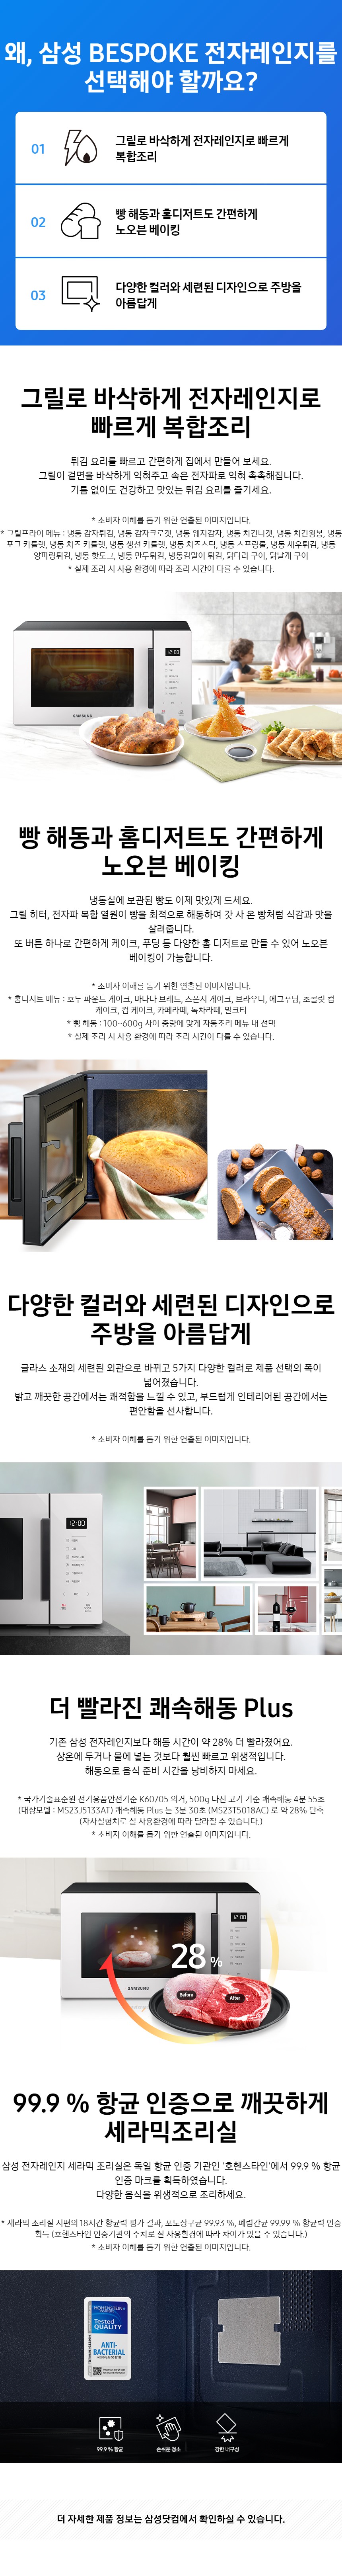 왜, 삼성 BESPOKE 전자레인지를
선택해야 할까요?
01
그릴로 바삭하게 전자레인지로 빠르게
복합조리
02
빵 해동과 홈디저트도 간편하게
노오븐 베이킹
03
다양한 컬러와 세련된 디자인으로 주방을
아름답게
그릴로 바삭하게 전자레인지로
빠르게 복합조리
튀김 요리를 빠르고 간편하게 집에서 만들어 보세요.
그릴이 겉면을 바삭하게 익혀주고 속은 전자파로 익혀 촉촉해집니다.
기름 없이도 건강하고 맛있는 튀김 요리를 즐기세요.
* 소비자 이해를 돕기 위한 연출된 이미지입니다.
* 그릴프라이 메뉴 : 냉동 감자튀김, 냉동 감자크로켓, 냉동 웨지감자, 냉동 치킨너겟, 냉동 치킨윙봉, 냉동
포크 커틀렛, 냉동 치즈 커틀렛, 냉동 생선 커틀렛, 냉동 치즈스틱, 냉동 스프링롤, 냉동 새우튀김, 냉동
양파링튀김, 냉동 핫도그, 냉동 만두튀김, 냉동김말이 튀김, 닭다리 구이, 닭날개 구이
* 실제 조리 시 사용 환경에 따라 조리 시간이 다를 수 있습니다.
12:00
SAMSUNG
빵 해동과 홈디저트도 간편하게
노오븐 베이킹
냉동실에 보관된 빵도 이제 맛있게 드세요.
그릴 히터, 전자파 복합 열원이 빵을 최적으로 해동하여 갓 사 온 빵처럼 식감과 맛을
살려줍니다.
또 버튼 하나로 간편하게 케이크, 푸딩 등 다양한 홈 디저트로 만들 수 있어 노오븐
베이킹이 가능합니다.
* 소비자 이해를 돕기 위한 연출된 이미지입니다.
* 홈디저트 메뉴 : 호두 파운드 케이크, 바나나 브레드, 스폰지 케이크, 브라우니, 에그푸딩, 초콜릿 컵
케이크, 컵 케이크, 카페라떼, 녹차라떼, 밀크티
* 빵 해동 : 100~600g 사이 중량에 맞게 자동조리 메뉴 내 선택
* 실제 조리 시 사용 환경에 따라 조리 시간이 다를 수 있습니다.
다양한 컬러와 세련된 디자인으로
주방을 아름답게
글라스 소재의 세련된 외관으로 바뀌고 5가지 다양한 컬러로 제품 선택의 폭이
넓어졌습니다.
밝고 깨끗한 공간에서는 쾌적함을 느낄 수 있고, 부드럽게 인테리어된 공간에서는
편안함을 선사합니다.
* 소비자 이해를 돕기 위한 연출된 이미지입니다.
12:00
더 빨라진 쾌속해동 Plus
기존 삼성 전자레인지보다 해동 시간이 약 28% 더 빨라졌어요.
상온에 두거나 물에 넣는 것보다 훨씬 빠르고 위생적입니다.
해동으로 음식 준비 시간을 낭비하지 마세요.
* 국가기술표준원 전기용품안전기준 K60705 의거, 500g 다진 고기 기준 쾌속해동 4분 55초
(대상모델 : MS23J5133AT) 쾌속해동 Plus 는 3분 30초 (MS23T5018AC) 로 약 28% 단축
(자사실험치로 실 사용환경에 따라 달라질 수 있습니다.)
* 소비자 이해를 돕기 위한 연출된 이미지입니다.
12:00
28 %
SAMSUNG
Before
After
99.9 % 항균 인증으로 깨끗하게
세라믹조리실
삼성 전자레인지 세라믹 조리실은 독일 항균 인증 기관인 '호헨스타인'에서 99.9 % 항균
인증 마크를 획득하였습니다.
다양한 음식을 위생적으로 조리하세요.
* 세라믹 조리실 시편의 18시간 항균력 평가 결과, 포도상구균 99.93 %, 폐렴간균 99.99 % 항균력 인증
획득 (호헨스타인 인증기관의 수치로 실 사용환경에 따라 차이가 있을 수 있습니다.)
* 소비자 이해를 돕기 위한 연출된 이미지입니다.
HOHENSTEIN
Tested
QUALITY
ANTI-
BACTERIAL
99.9 % 항균
손쉬운 청소
강한 내구성
더 자세한 제품 정보는 삼성닷컴에서 확인하실 수 있습니다.